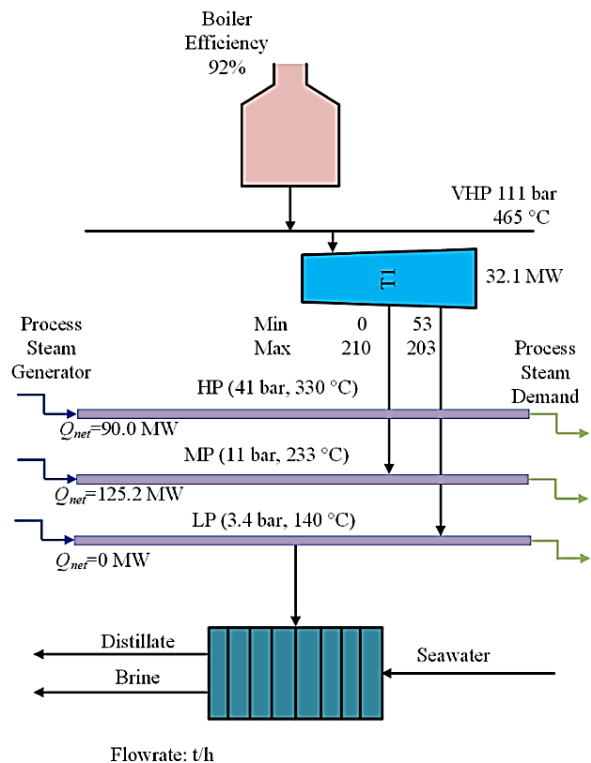 Boiler
Efficiency
92%
VHP 111 bar
465 °C
T1
32.1 MW
Process
Steam
Generator
Min 0 53
Max 210 203
Process
Steam
Demand
HP (41 bar, 330 °C)
Qnet=90.0 MW
MP (11 bar, 233 °C)
Qnet=125.2 MW
LP (3.4 bar, 140 °C)
Qnet=0 MW
Distillate
Seawater
Brine
Flowrate: t/h